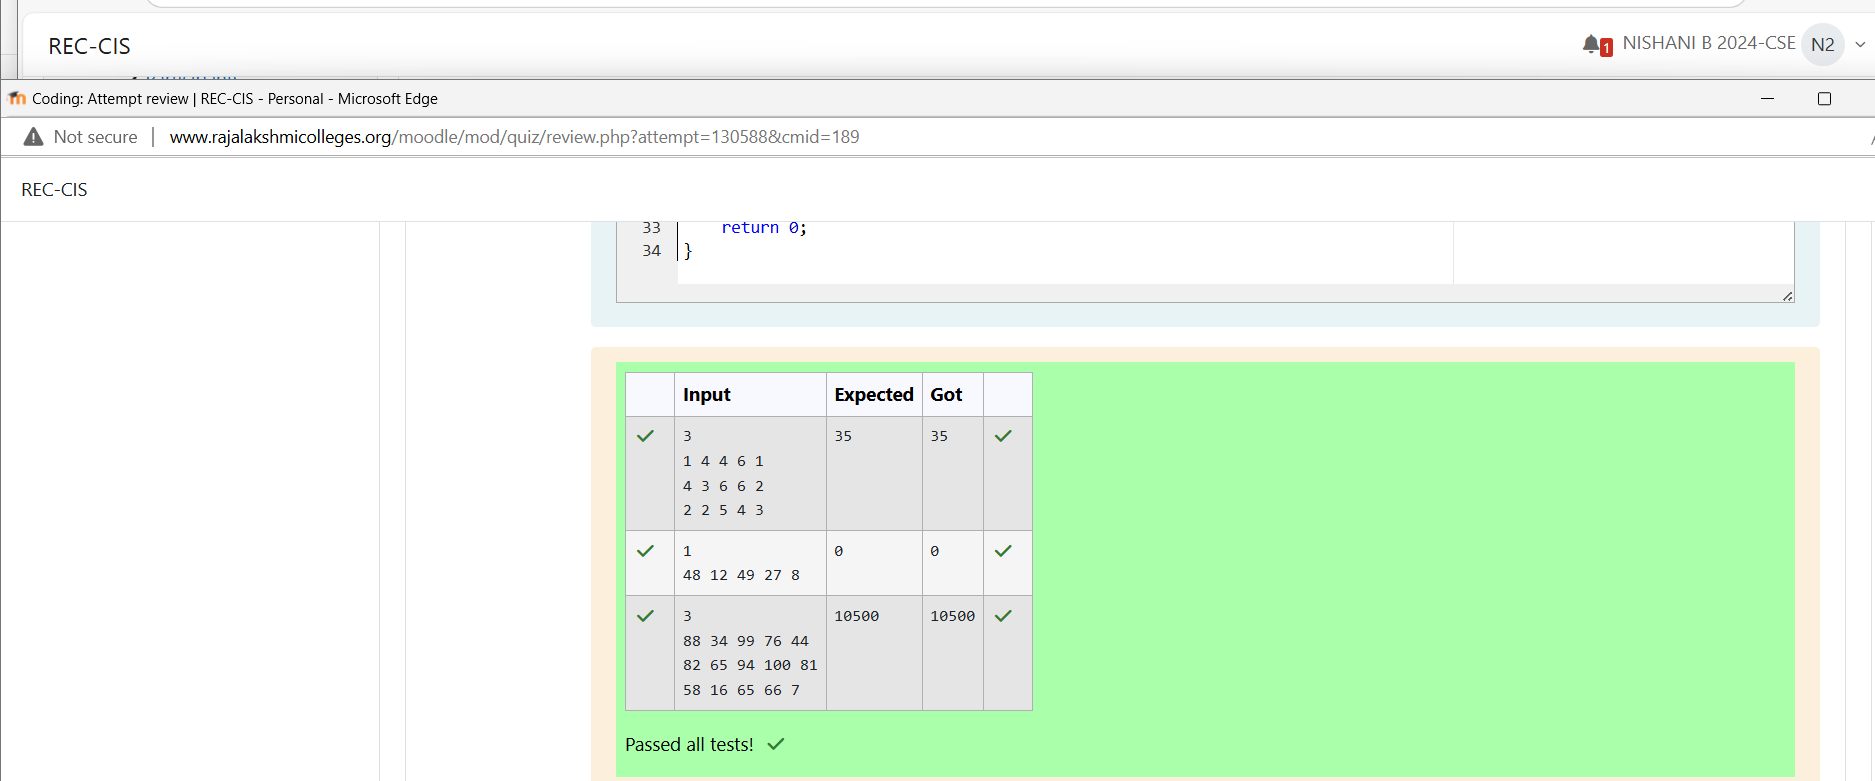 REC-CIS
1
NISHANI B 2024-CSE
N2
Coding: Attempt review | REC-CIS - Personal - Microsoft Edge
Not secure
www.rajalakshmicolleges.org/moodle/mod/quiz/review.php?attempt=130588&cmid=189
REC-CIS
33 return 0;
34 }
Input Expected Got
3 35 35
1 4 4 6 1
4 3 6 6 2
2 2 5 4 3
1 0 0
48 12 49 27 8
3 10500 10500
88 34 99 76 44
82 65 94 100 81
58 16 65 66 7
Passed all tests!